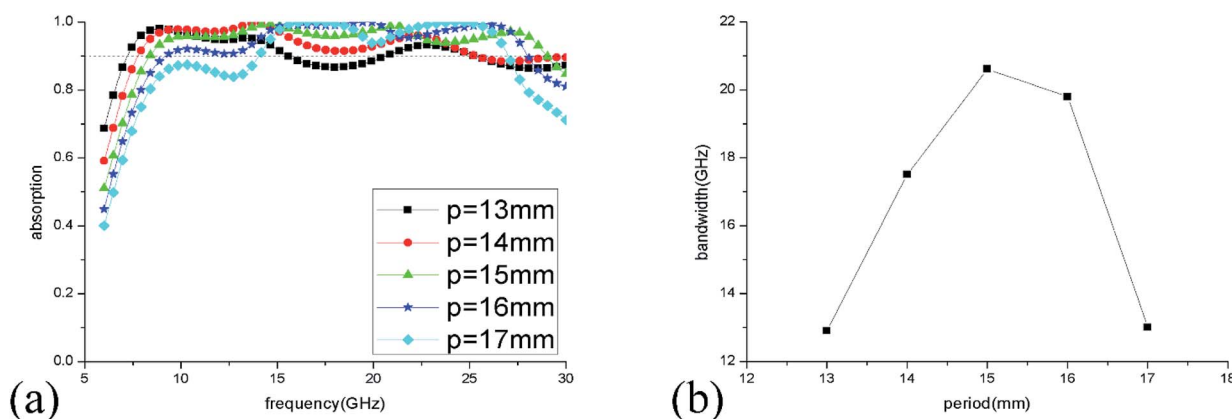 1.0
0.8
0.6
0.4
0.2
0.0
absorption
5
10
15
20
25
30
frequency(GHz)
p=13mm
p=14mm
p=15mm
p=16mm
p=17mm
(a)
22
20
18
16
14
12
bandwidth(GHz)
12
13
14
15
16
17
18
period(mm)
(b)